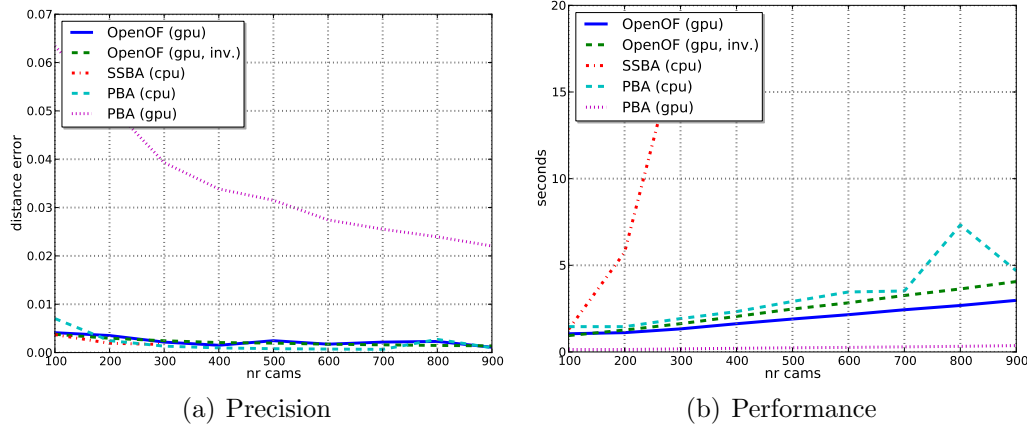 0.07
0.06
0.05
0.04
0.03
0.02
0.01
0.00
distance error
OpenOF (gpu)
OpenOF (gpu, inv.)
SSBA (cpu)
PBA (cpu)
PBA (gpu)
100 200 300 400 500 600 700 800 900
nr cams
(a) Precision
20
15
10
5
0
seconds
OpenOF (gpu)
OpenOF (gpu, inv.)
SSBA (cpu)
PBA (cpu)
PBA (gpu)
100 200 300 400 500 600 700 800 900
nr cams
(b) Performance